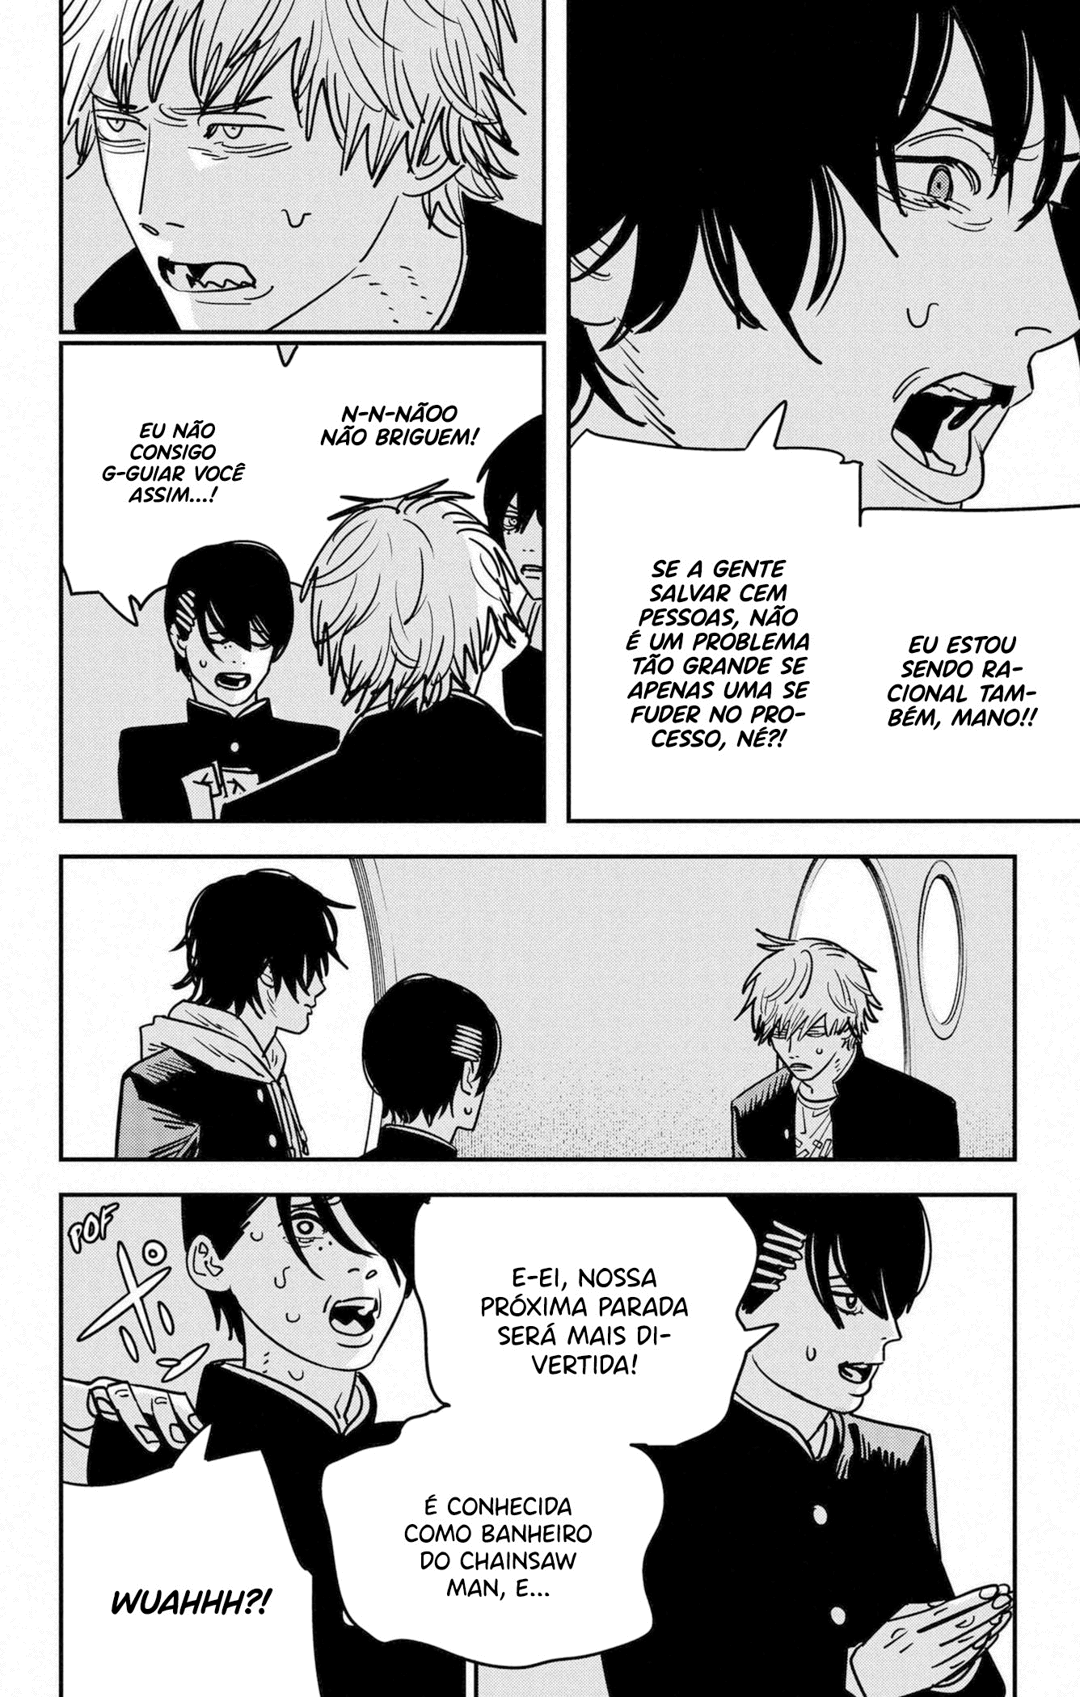 EU ESTOU
SENDO RA-
CIONAL TAM-
BÉM, MANO!!
SE A GENTE
SALVAR CEM
PESSOAS, NÃO
É UM PROBLEMA
TÃO GRANDE SE
APENAS UMA SE
FUDER NO PRO-
CESSO, NÉ?!
N-N-NÃOO
NÃO BRIGUEM!
EU NÃO
CONSIGO
G-GUIAR VOCÊ
ASSIM...!
E-EI, NOSSA
PRÓXIMA PARADA
SERÁ MAIS DI-
VERTIDA!
É CONHECIDA
COMO BANHEIRO
DO CHAINSAW
MAN, E...
POF
ポン
WUAHHH?!